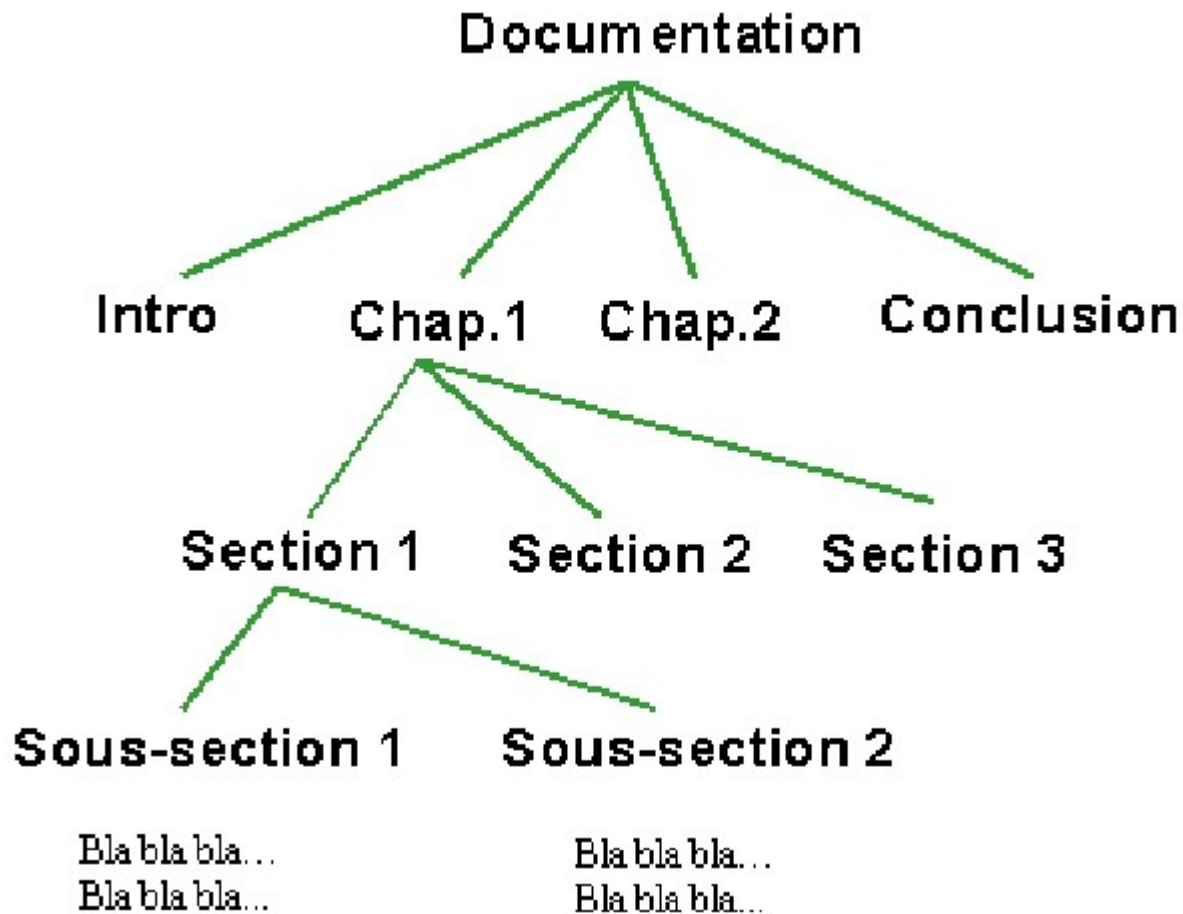 Documentation
Intro Chap.1 Chap.2 Conclusion
Section 1 Section 2 Section 3
Sous-section 1 Sous-section 2
Bla bla bla... Bla bla bla...
Bla bla bla... Bla bla bla...